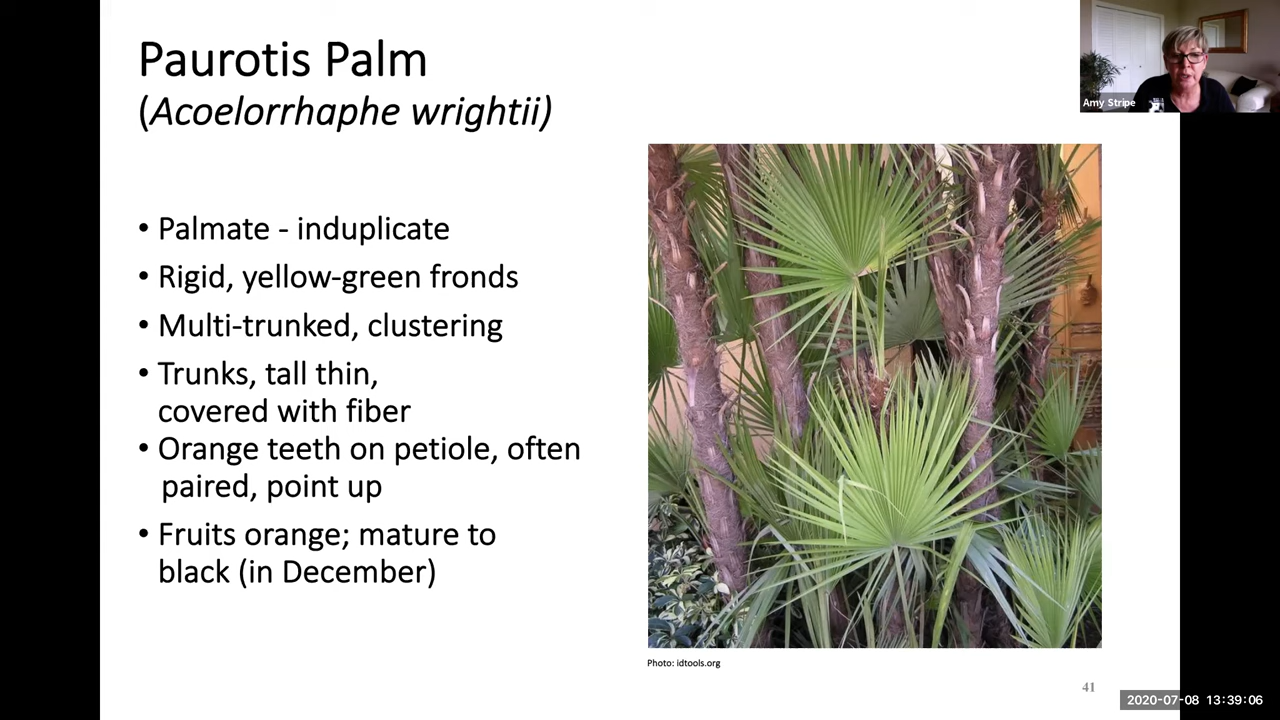 Paurotis Palm
(Acoelorrhaphe wrightii)
• Palmate - induplicate
• Rigid, yellow-green fronds
• Multi-trunked, clustering
• Trunks, tall thin,
covered with fiber
• Orange teeth on petiole, often
paired, point up
• Fruits orange; mature to
black (in December)
Amy Stripe
Photo: idtools.org
41
2020-07-08 13:39:06